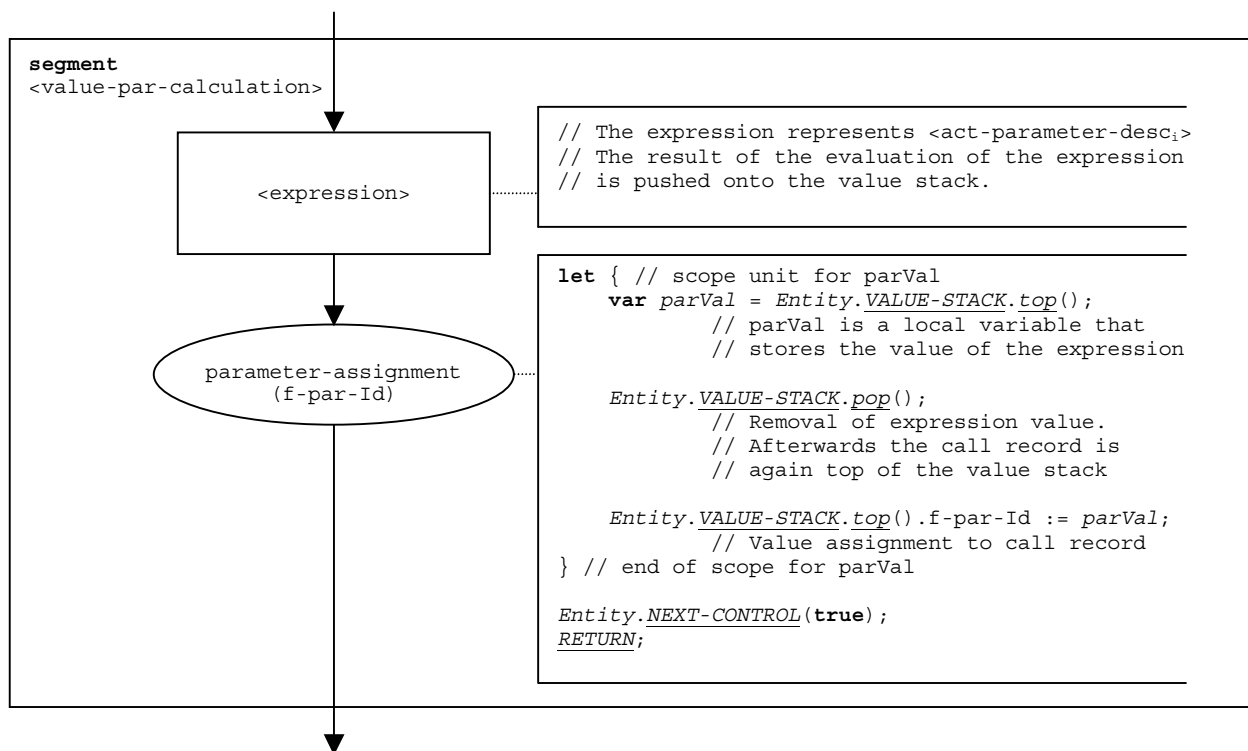 segment
<value-par-calculation>
<expression>
// The expression represents <act-parameter-desci>
// The result of the evaluation of the expression
// is pushed onto the value stack.
parameter-assignment
(f-par-Id)
let { // scope unit for parVal
var parVal = Entity.VALUE-STACK.top();
// parVal is a local variable that
// stores the value of the expression
Entity.VALUE-STACK.pop();
// Removal of expression value.
// Afterwards the call record is
// again top of the value stack
Entity.VALUE-STACK.top().f-par-Id := parVal;
// Value assignment to call record
} // end of scope for parVal
Entity.NEXT-CONTROL(true);
RETURN;